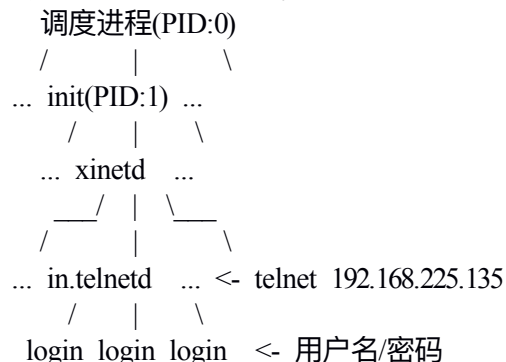 调度进程(PID:0)
/ | \
... init(PID:1) ...
/ | \
... xinetd ...
___/ | \___
/ | \
... in.telnetd ... <- telnet 192.168.225.135
/ | \
login login login <- 用户名/密码